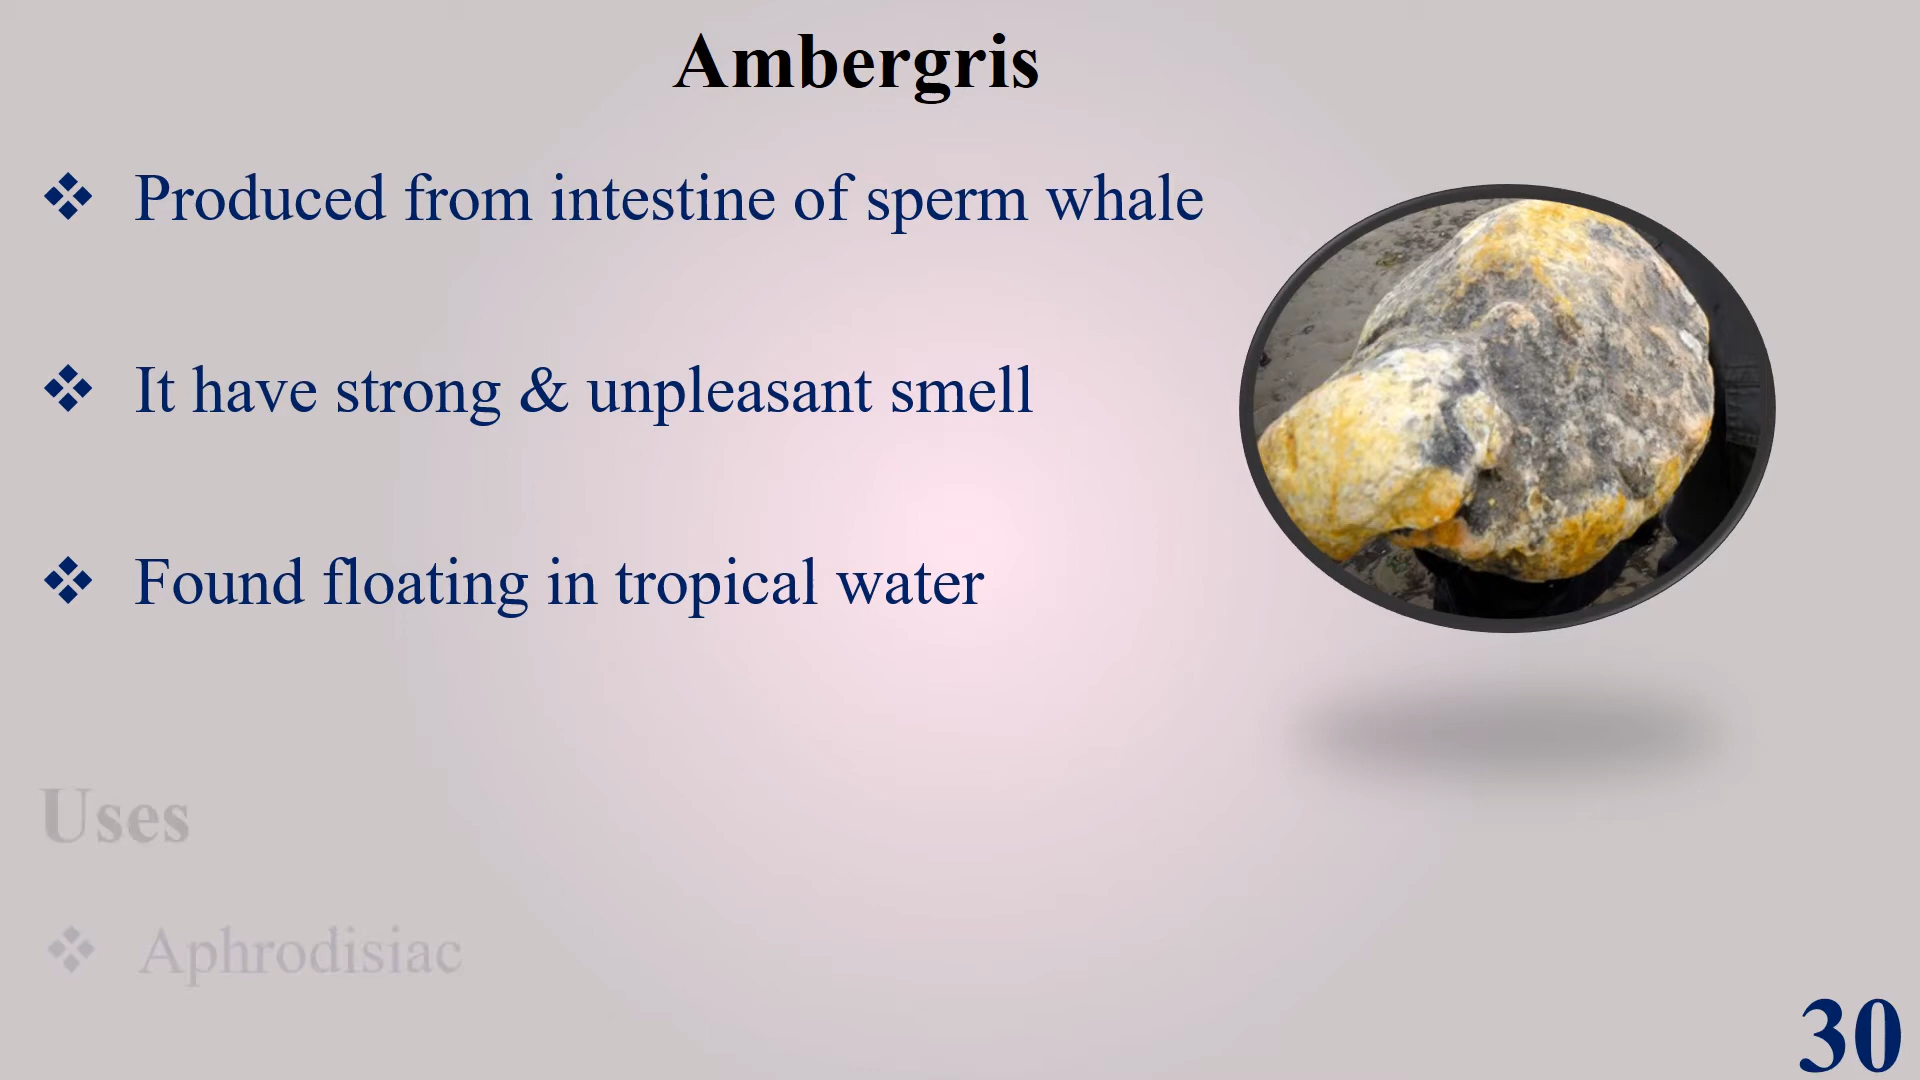 Ambergris
❖ Produced from intestine of sperm whale
❖ It have strong & unpleasant smell
❖ Found floating in tropical water
Uses
❖ Aphrodisiac
30